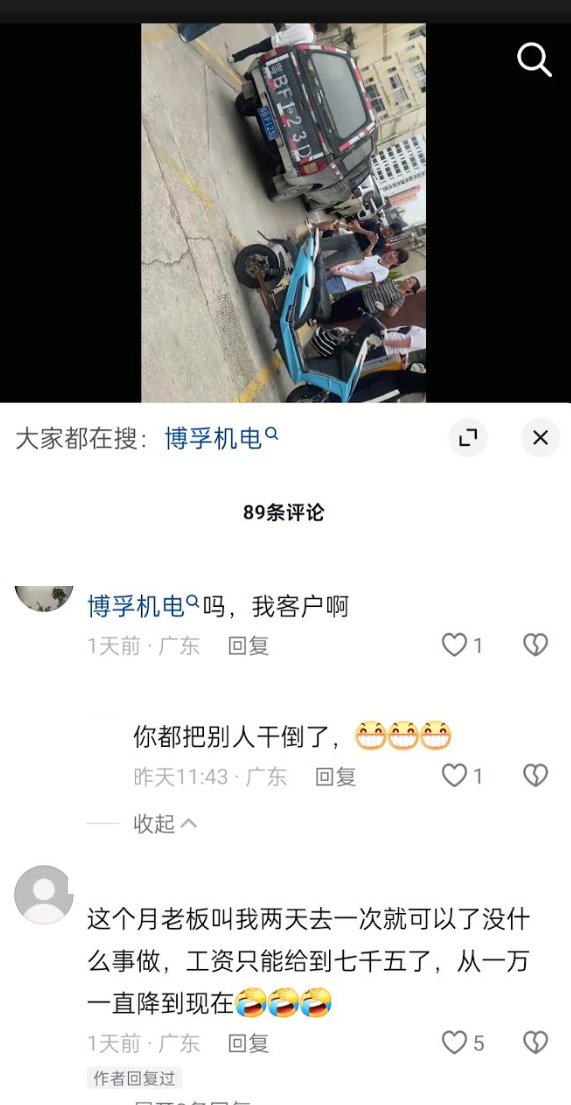 BF123D
大家都在搜：博孚机电
89条评论
博孚机电吗，我客户啊
1天前·广东 回复 1
你都把别人干倒了，😁😁😁
昨天11:43·广东 回复 1
收起
这个月老板叫我两天去一次就可以了没什
么事做，工资只能给到七千五了，从一万
一直降到现在🤣🤣🤣
1天前·广东 回复 5
作者回复过